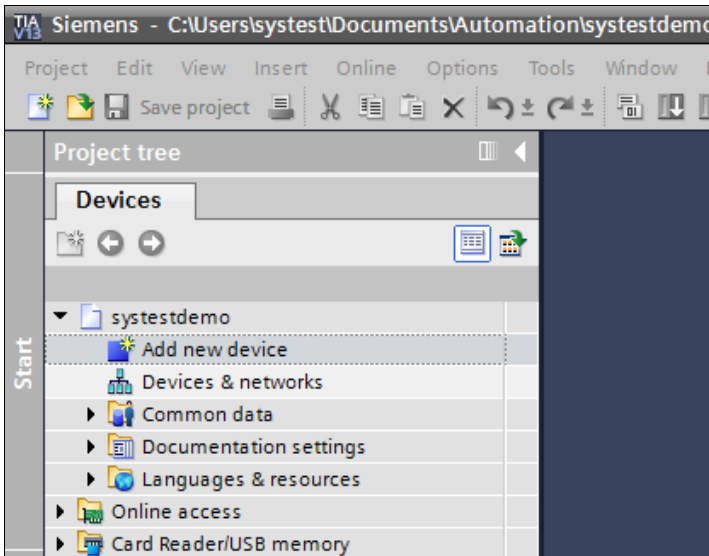 TIA V13 Siemens - C:\Users\systest\Documents\Automation\systestdemo
Project Edit View Insert Online Options Tools Window
Save project
Project tree
Devices
Start
systestdemo
Add new device
Devices & networks
Common data
Documentation settings
Languages & resources
Online access
Card Reader/USB memory